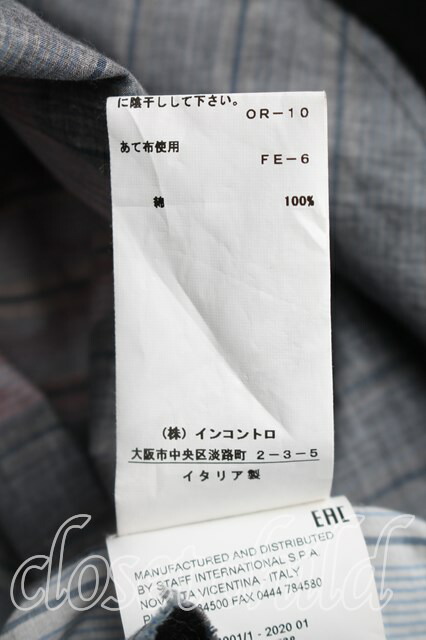 に陰干しして下さい。
OR-10
あて布使用
FE-6
綿 100%
(株) インコントロ
大阪市中央区淡路町 2-3-5
イタリア製
EAC
MANUFACTURED AND DISTRIBUTED
BY STAFF INTERNATIONAL S.P.A.
VICENTINA - ITALY
FAX 0444 784580
2020 01
closet child